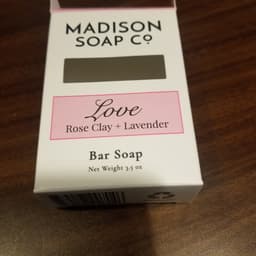 MADISON
SOAP Cº
Love
Rose Clay + Lavender
Bar Soap
Net Weight 3.5 oz